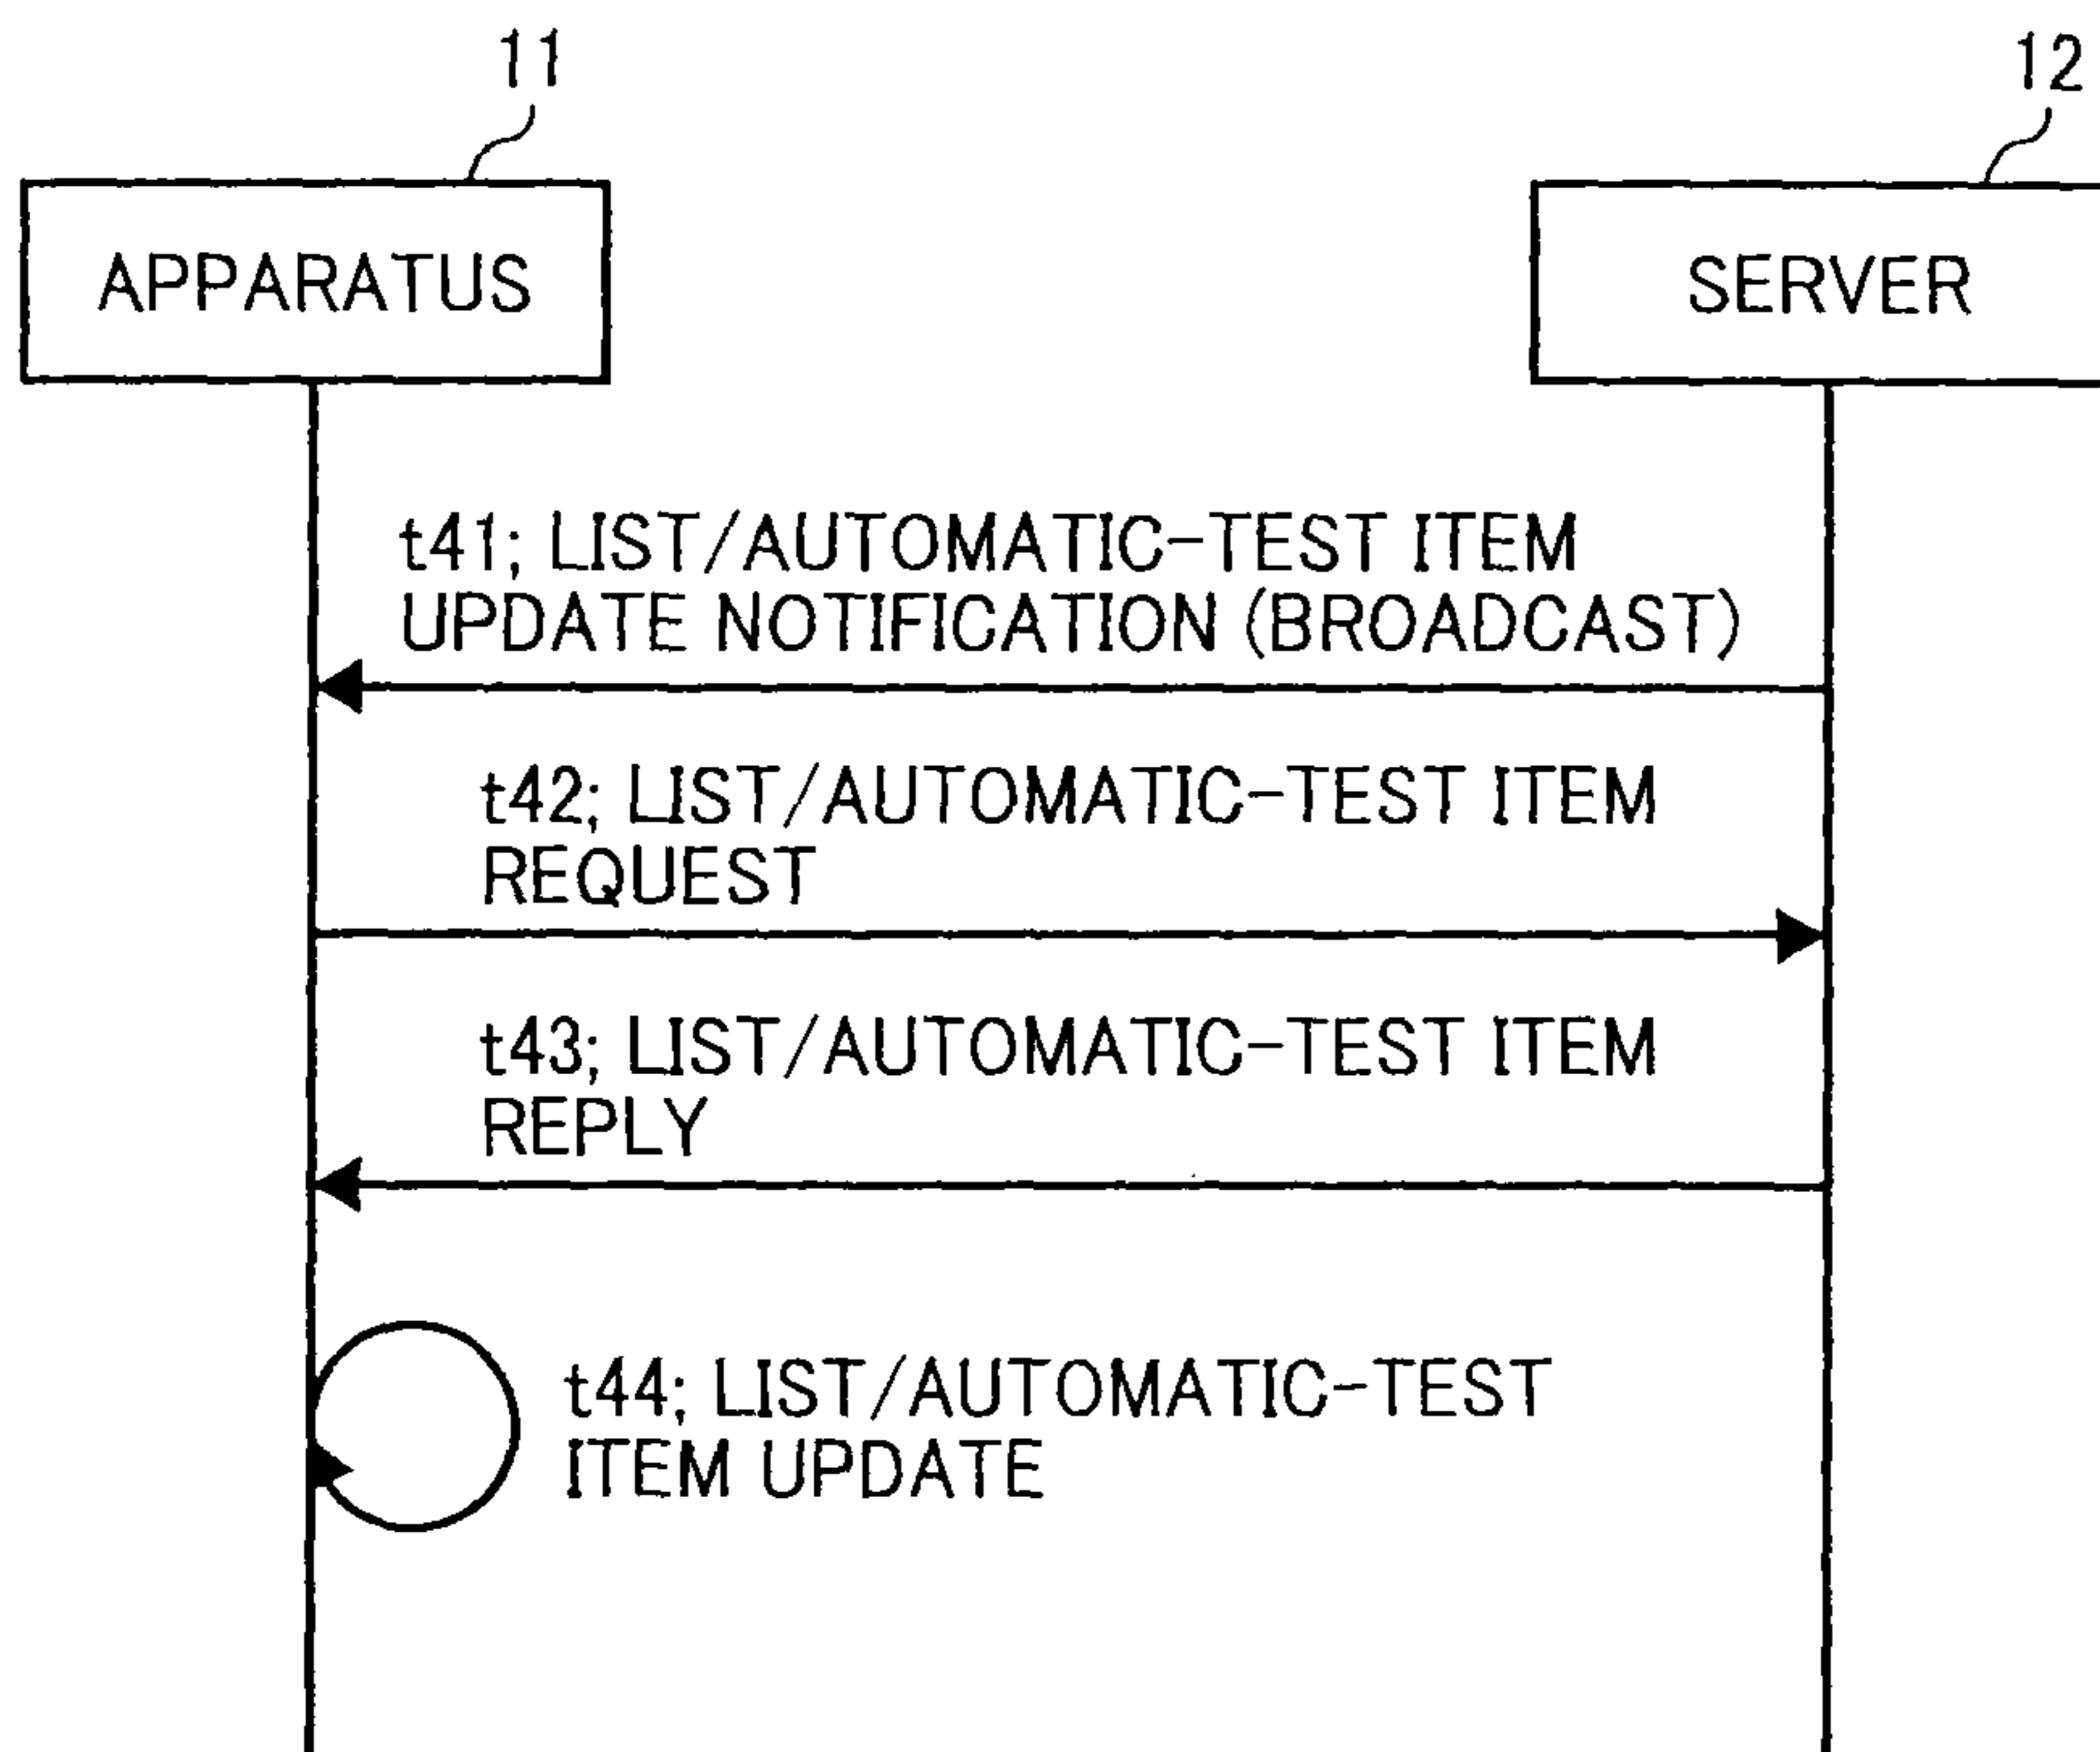 11
12
APPARATUS
SERVER
t41; LIST/AUTOMATIC-TEST ITEM
UPDATE NOTIFICATION (BROADCAST)
t42; LIST/AUTOMATIC-TEST ITEM
REQUEST
t43; LIST/AUTOMATIC-TEST ITEM
REPLY
t44; LIST/AUTOMATIC-TEST
ITEM UPDATE